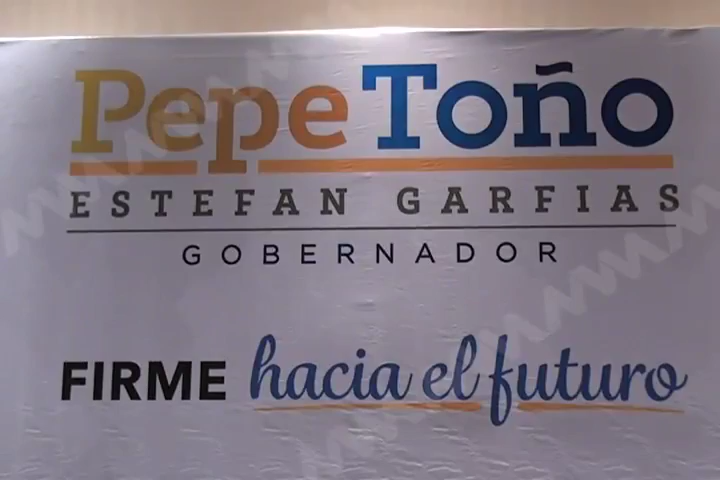 Pepe Toño
ESTEFAN GARFIAS
GOBERNADOR
FIRME hacia el futuro